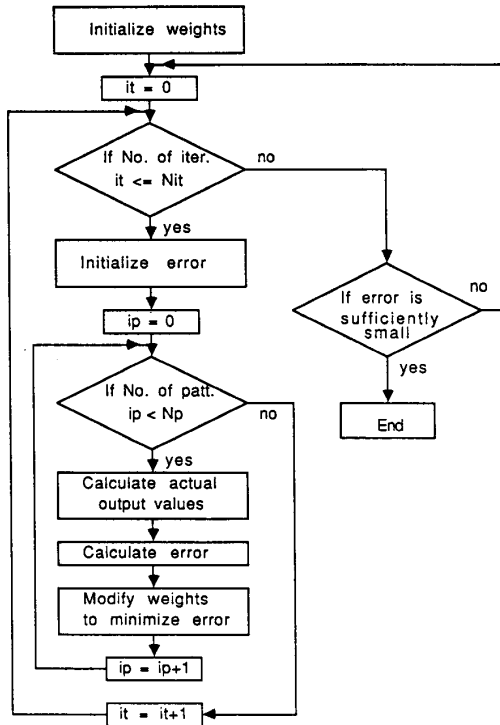 Initialize weights
it = 0
If No. of iter.
it <= Nit
no
yes
Initialize error
ip = 0
If error is
sufficiently
small
no
yes
End
If No. of patt.
ip < Np
no
yes
Calculate actual
output values
Calculate error
Modify weights
to minimize error
ip = ip+1
it = it+1